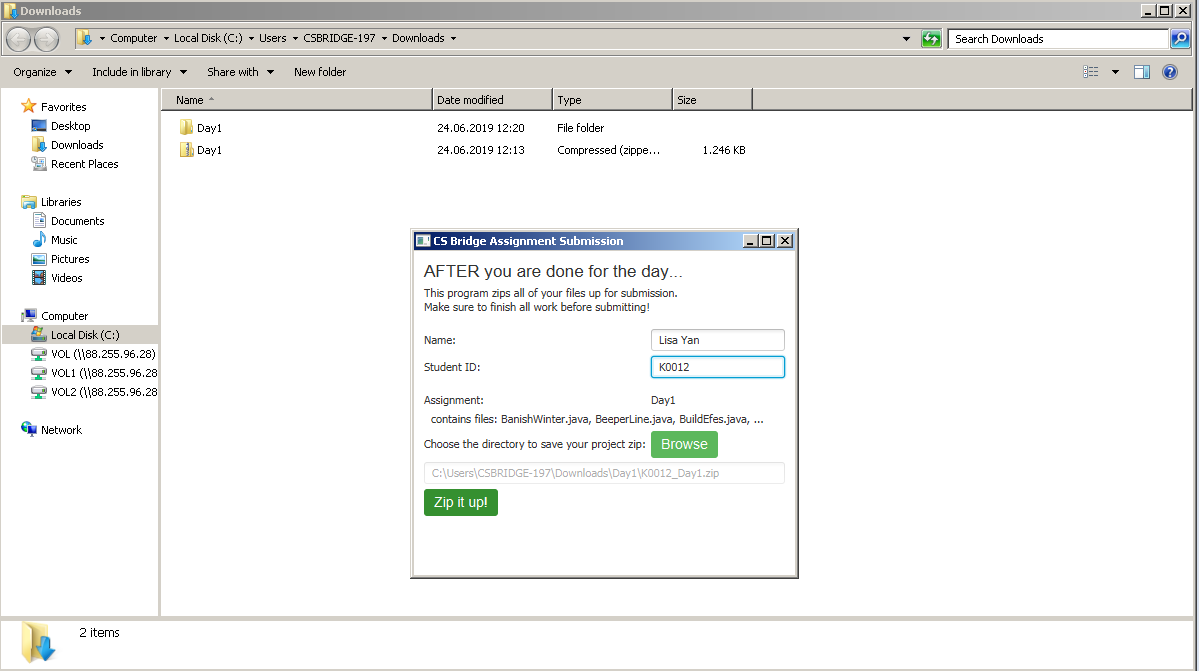 Downloads
Computer Local Disk (C:) Users CSBRIDGE-197 Downloads
Search Downloads
Organize Include in library Share with New folder
Favorites
Desktop
Downloads
Recent Places
Libraries
Documents
Music
Pictures
Videos
Computer
Local Disk (C:)
VOL (\\88.255.96.28)
VOL1 (\\88.255.96.28
VOL2 (\\88.255.96.28
Network
Name Date modified Type Size
Day1 24.06.2019 12:20 File folder
Day1 24.06.2019 12:13 Compressed (zippe... 1.246 KB
CS Bridge Assignment Submission
AFTER you are done for the day...
This program zips all of your files up for submission.
Make sure to finish all work before submitting!
Name: Lisa Yan
Student ID: K0012
Assignment: Day1
contains files: BanishWinter.java, BeeperLine.java, BuildEfes.java, ...
Choose the directory to save your project zip: Browse
C:\Users\CSBRIDGE-197\Downloads\Day1\K0012_Day1.zip
Zip it up!
2 items